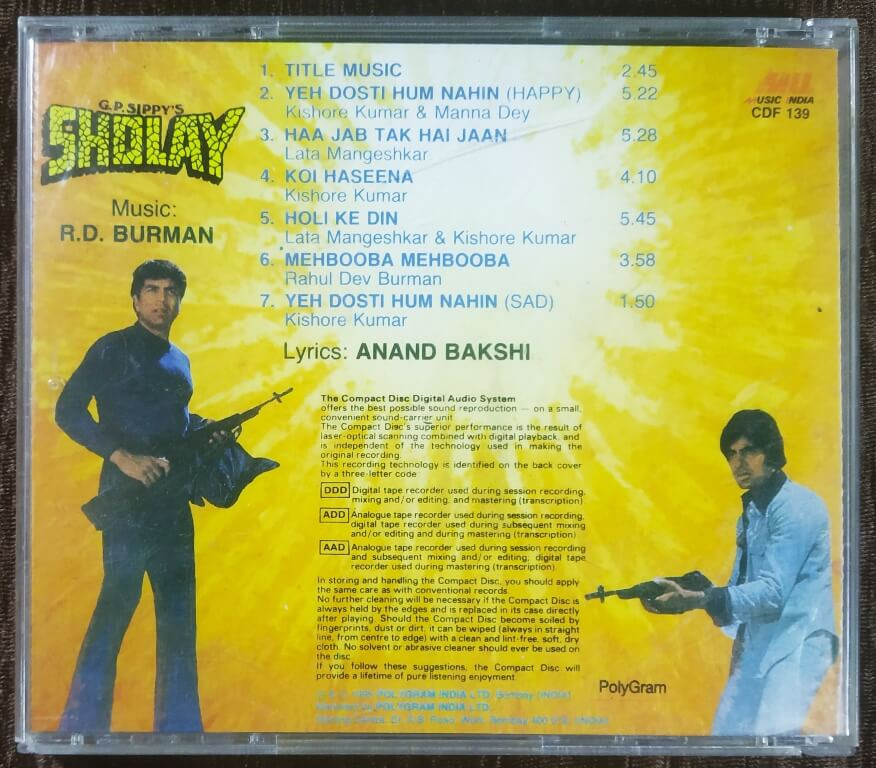 G.P. SIPPY'S
SHOLAY
Music:
R.D. BURMAN
1. TITLE MUSIC 2.45
2. YEH DOSTI HUM NAHIN (HAPPY) 5.22
Kishore Kumar & Manna Dey
3. HAA JAB TAK HAI JAAN 5.28
Lata Mangeshkar
4. KOI HASEENA 4.10
Kishore Kumar
5. HOLI KE DIN 5.45
Lata Mangeshkar & Kishore Kumar
6. MEHBOOBA MEHBOOBA 3.58
Rahul Dev Burman
7. YEH DOSTI HUM NAHIN (SAD) 1.50
Kishore Kumar
Lyrics: ANAND BAKSHI
MUSIC INDIA
CDF 139
The Compact Disc Digital Audio System
offers the best possible sound reproduction — on a small,
convenient sound-carrier unit.
The Compact Disc's superior performance is the result of
laser-optical scanning combined with digital playback, and
is independent of the technology used in making the
original recording.
This recording technology is identified on the back cover
by a three-letter code
DDD Digital tape recorder used during session recording,
mixing and/or editing, and mastering (transcription).
ADD Analogue tape recorder used during session recording,
digital tape recorder used during subsequent mixing
and/or editing and during mastering (transcription).
AAD Analogue tape recorder used during session recording
and subsequent mixing and/or editing; digital tape
recorder used during mastering (transcription).
In storing and handling the Compact Disc, you should apply
the same care as with conventional records.
No further cleaning will be necessary if the Compact Disc is
always held by the edges and is replaced in its case directly
after playing. Should the Compact Disc become soiled by
fingerprints, dust or dirt, it can be wiped (always in straight
line, from centre to edge) with a clean and lint-free, soft, dry
cloth. No solvent or abrasive cleaner should ever be used on
the disc.
If you follow these suggestions, the Compact Disc will
provide a lifetime of pure listening enjoyment.
POLYGRAM INDIA LTD. Bombay (INDIA)
POLYGRAM INDIA LTD.
PolyGram